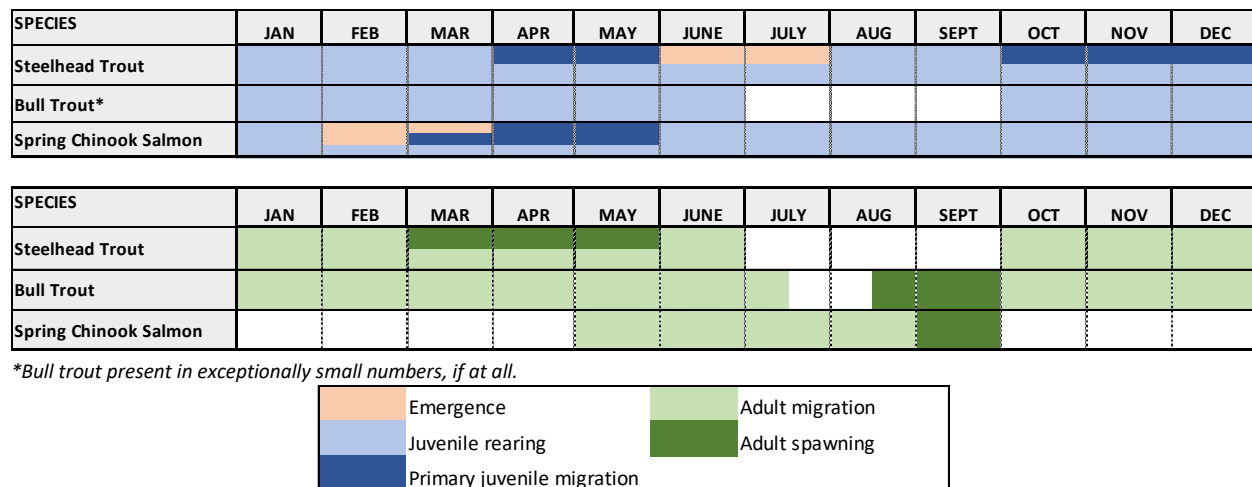 SPECIES JAN FEB MAR APR MAY JUNE JULY AUG SEPT OCT NOV DEC
Steelhead Trout
Bull Trout*
Spring Chinook Salmon
SPECIES JAN FEB MAR APR MAY JUNE JULY AUG SEPT OCT NOV DEC
Steelhead Trout
Bull Trout
Spring Chinook Salmon
*Bull trout present in exceptionally small numbers, if at all.
Emergence Adult migration
Juvenile rearing Adult spawning
Primary juvenile migration